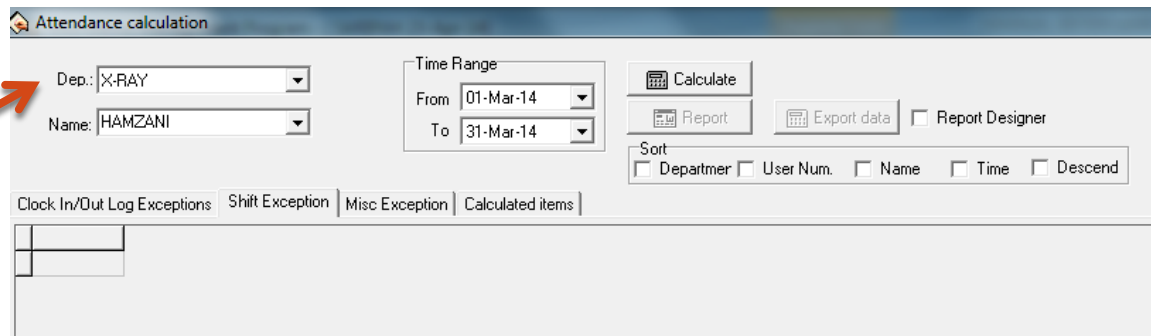 Attendance calculation
Dep.: X-RAY
Name: HAMZANI
Time Range
From 01-Mar-14
To 31-Mar-14
Calculate
Report Export data Report Designer
Sort
Departmer User Num. Name Time Descend
Clock In/Out Log Exceptions Shift Exception Misc Exception Calculated items